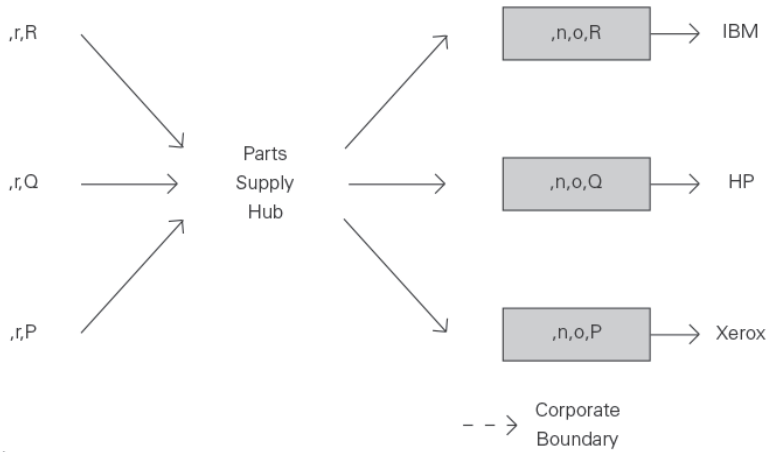 ,r,R
,n,o,R
IBM
,r,Q
Parts
Supply
Hub
,n,o,Q
HP
,r,P
,n,o,P
Xerox
Corporate
Boundary